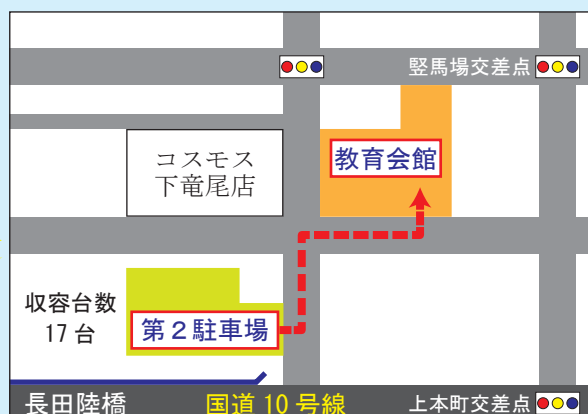 竪馬場交差点
コスモス
下竜尾店
教育会館
収容台数
17台
第２駐車場
長田陸橋
国道10号線
上本町交差点